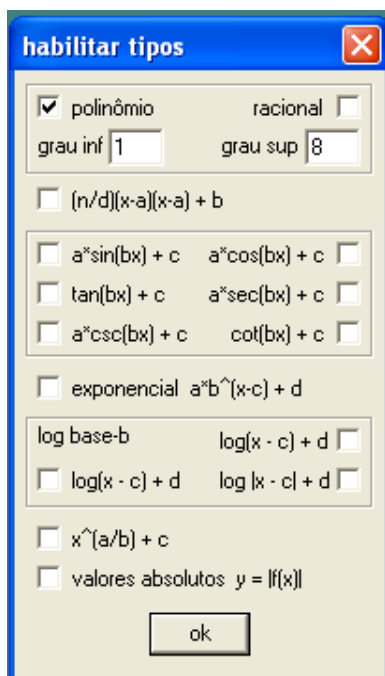 habilitar tipos
polinômio racional
grau inf 1 grau sup 8
(n/d)(x-a)(x-a) + b
a*sin(bx) + c a*cos(bx) + c
tan(bx) + c a*sec(bx) + c
a*csc(bx) + c cot(bx) + c
exponencial a*b^(x-c) + d
log base-b log(x - c) + d
log(x - c) + d log |x - c| + d
x^(a/b) + c
valores absolutos y = |f(x)|
ok